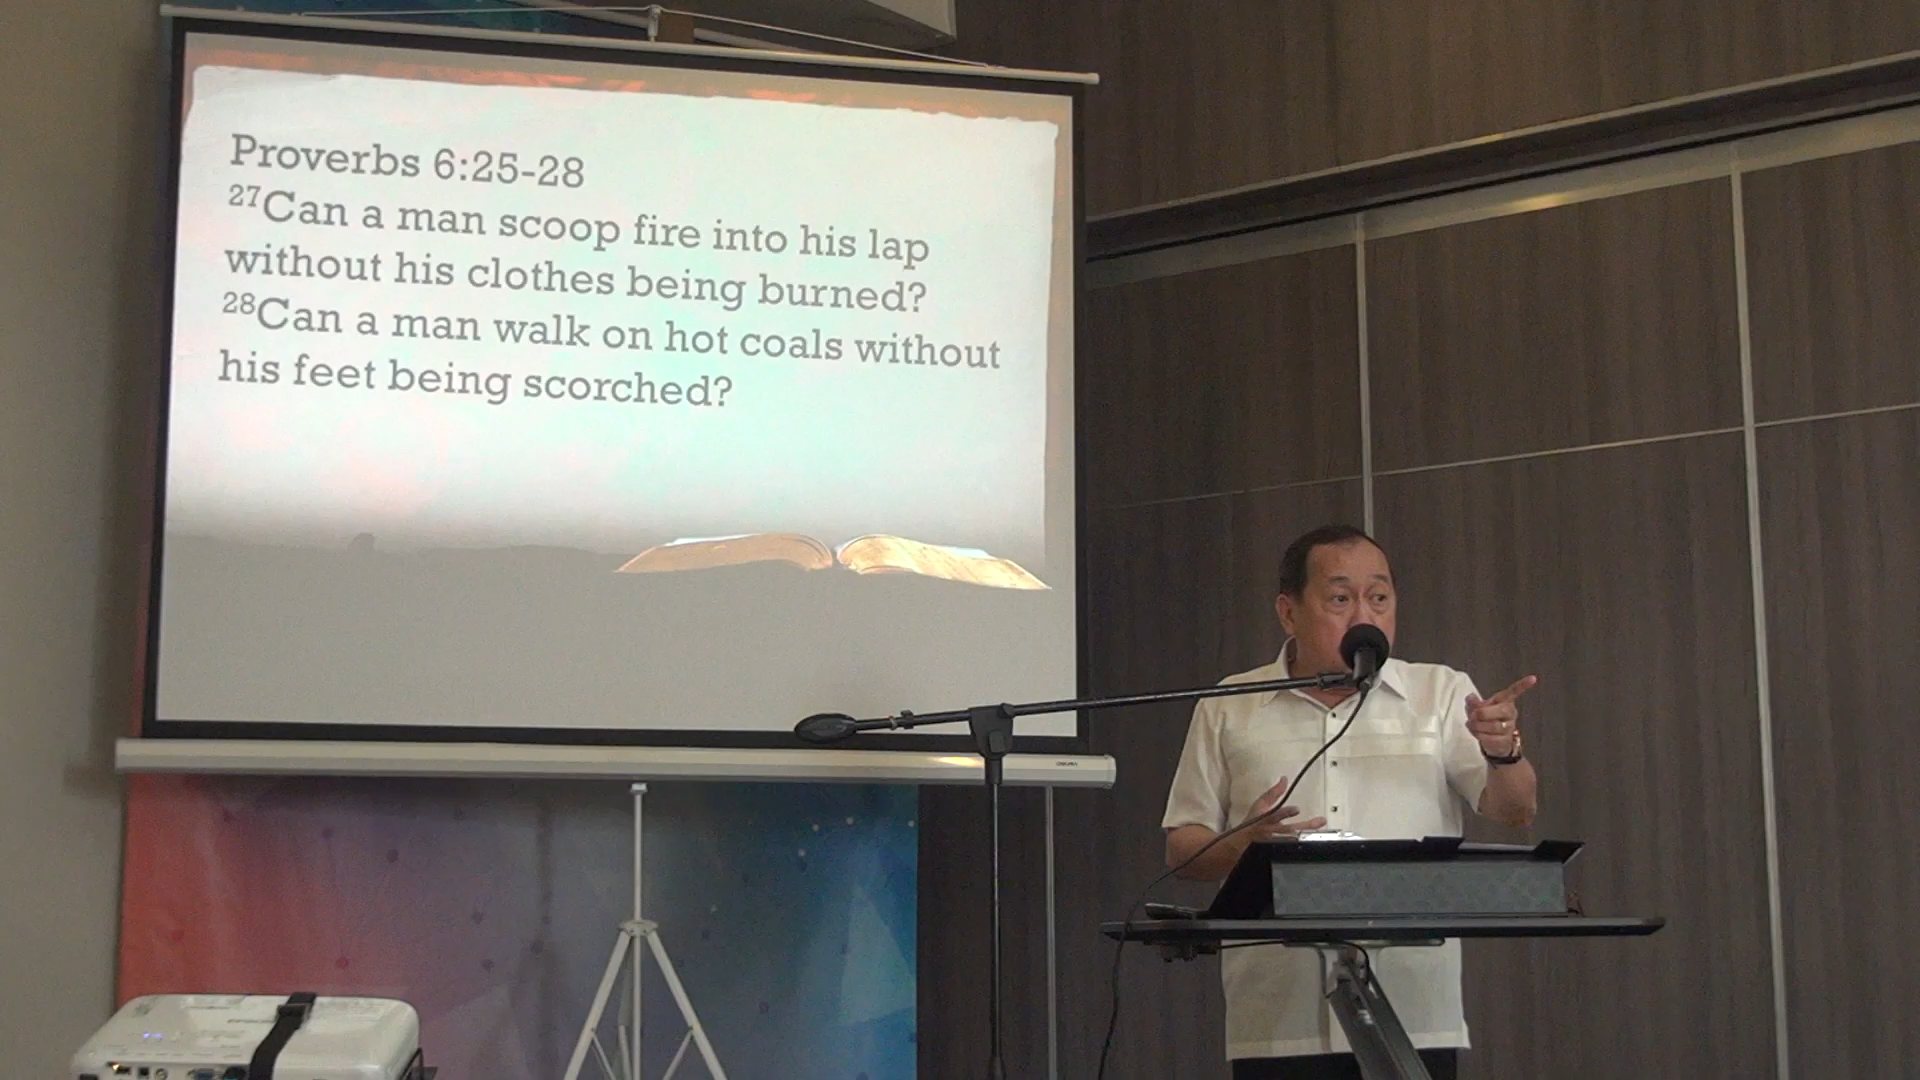 Proverbs 6:25-28
27Can a man scoop fire into his lap
without his clothes being burned?
28Can a man walk on hot coals without
his feet being scorched?